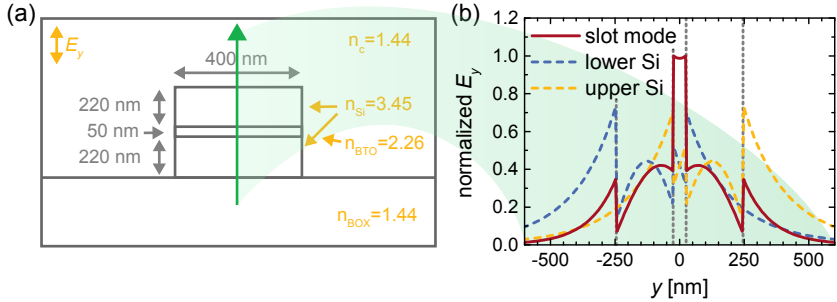 (a)
E_y
n_c=1.44
400 nm
220 nm
n_Si=3.45
50 nm
n_BTO=2.26
220 nm
n_BOX=1.44
(b)
normalized E_y
1.2
1.0
0.8
0.6
0.4
0.2
0.0
slot mode
lower Si
upper Si
-500 -250 0 250 500
y [nm]